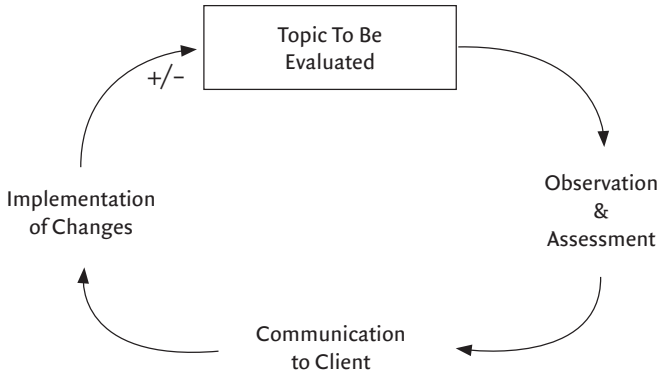 Topic To Be
Evaluated
+/–
Observation
&
Assessment
Implementation
of Changes
Communication
to Client